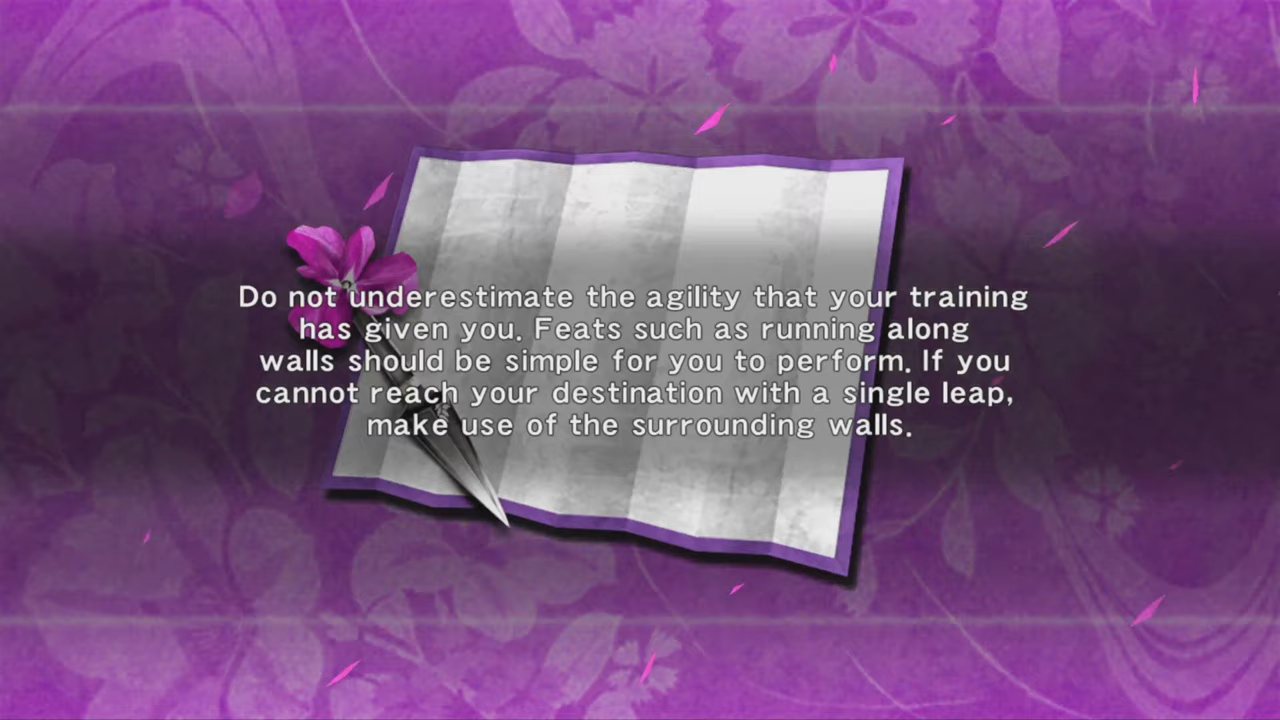 Do not underestimate the agility that your training
has given you. Feats such as running along
walls should be simple for you to perform. If you
cannot reach your destination with a single leap,
make use of the surrounding walls.